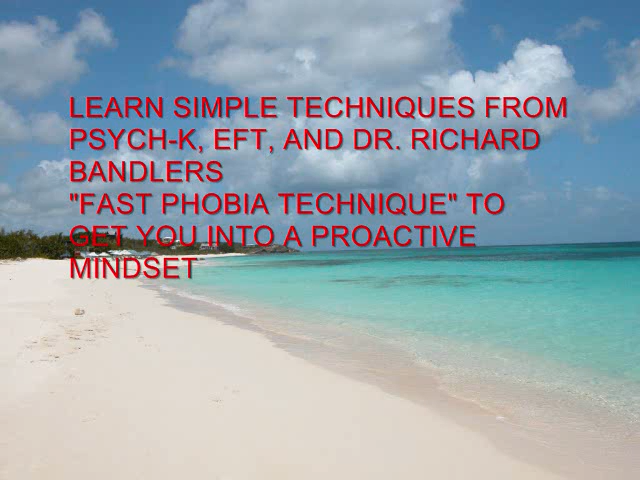 LEARN SIMPLE TECHNIQUES FROM
PSYCH-K, EFT, AND DR. RICHARD
BANDLERS
"FAST PHOBIA TECHNIQUE" TO
GET YOU INTO A PROACTIVE
MINDSET